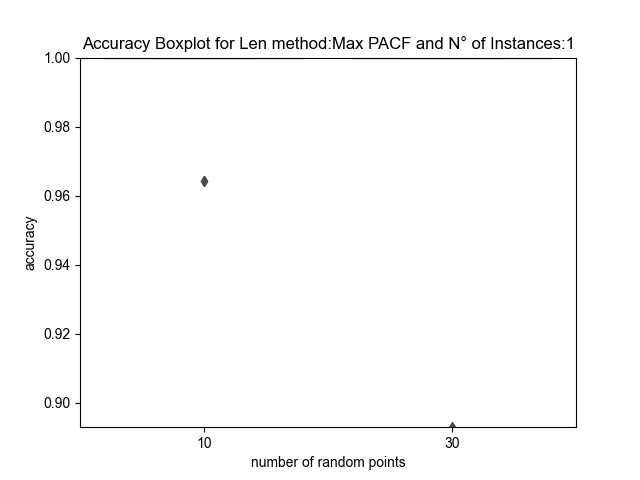 Accuracy Boxplot for Len method:Max PACF and N° of Instances:1
1.00
0.98
0.96
0.94
0.92
0.90
accuracy
10 30
number of random points